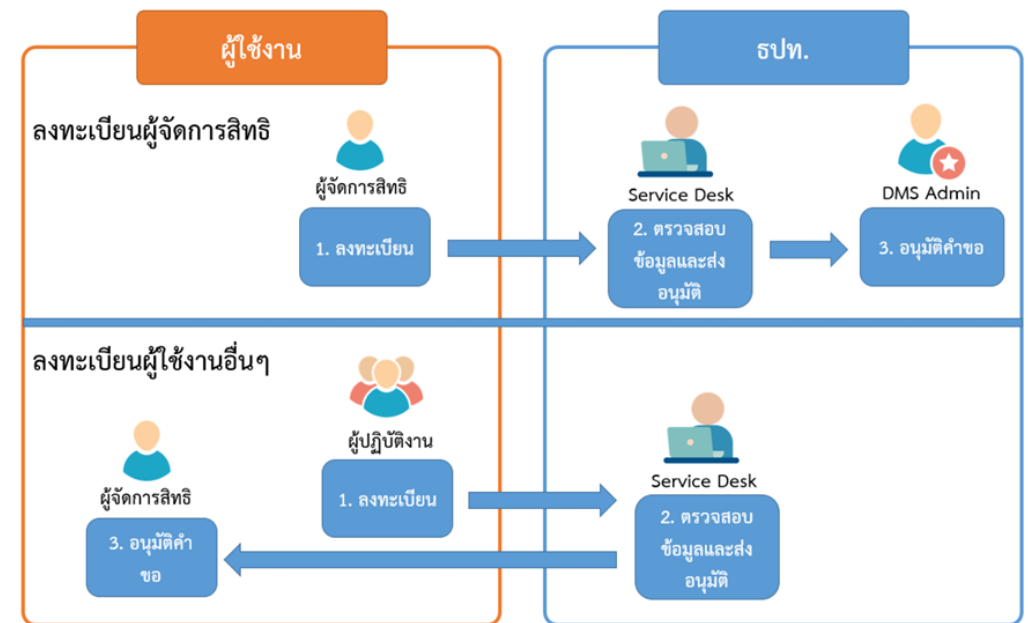 ผู้ใช้งาน
ธปท.
ลงทะเบียนผู้จัดการสิทธิ
ผู้จัดการสิทธิ
1. ลงทะเบียน
Service Desk
2. ตรวจสอบ
ข้อมูลและส่ง
อนุมัติ
DMS Admin
3. อนุมัติคำขอ
ลงทะเบียนผู้ใช้งานอื่นๆ
ผู้ปฏิบัติงาน
1. ลงทะเบียน
Service Desk
2. ตรวจสอบ
ข้อมูลและส่ง
อนุมัติ
ผู้จัดการสิทธิ
3. อนุมัติคำ
ขอ